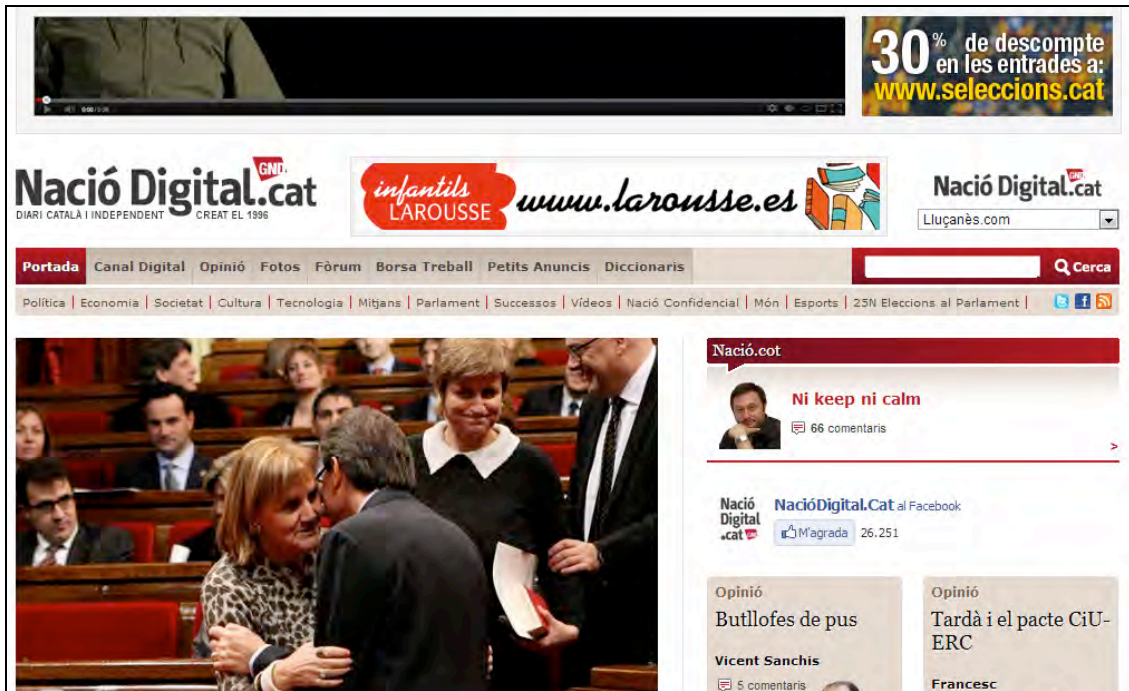 30% de descompte
en les entrades a:
www.seleccions.cat
0:00
Nació Digital.cat
GND
DIARI CATALÀ I INDEPENDENT CREAT EL 1996
infantils
LAROUSSE
www.larousse.es
Nació Digital.cat
Lluçanès.com
Portada Canal Digital Opinió Fotos Fòrum Borsa Treball Petits Anuncis Diccionaris
Cerca
Política | Economia | Societat | Cultura | Tecnologia | Mitjans | Parlament | Successos | Vídeos | Nació Confidencial | Món | Esports | 25N Eleccions al Parlament |
Nació.cot
Ni keep ni calm
66 comentaris
>
Nació
Digital
.cat
NacióDigital.Cat al Facebook
M'agrada 26.251
Opinió
Butllofes de pus
Vicent Sanchis
5 comentaris
Opinió
Tardà i el pacte CiU-
ERC
Francesc